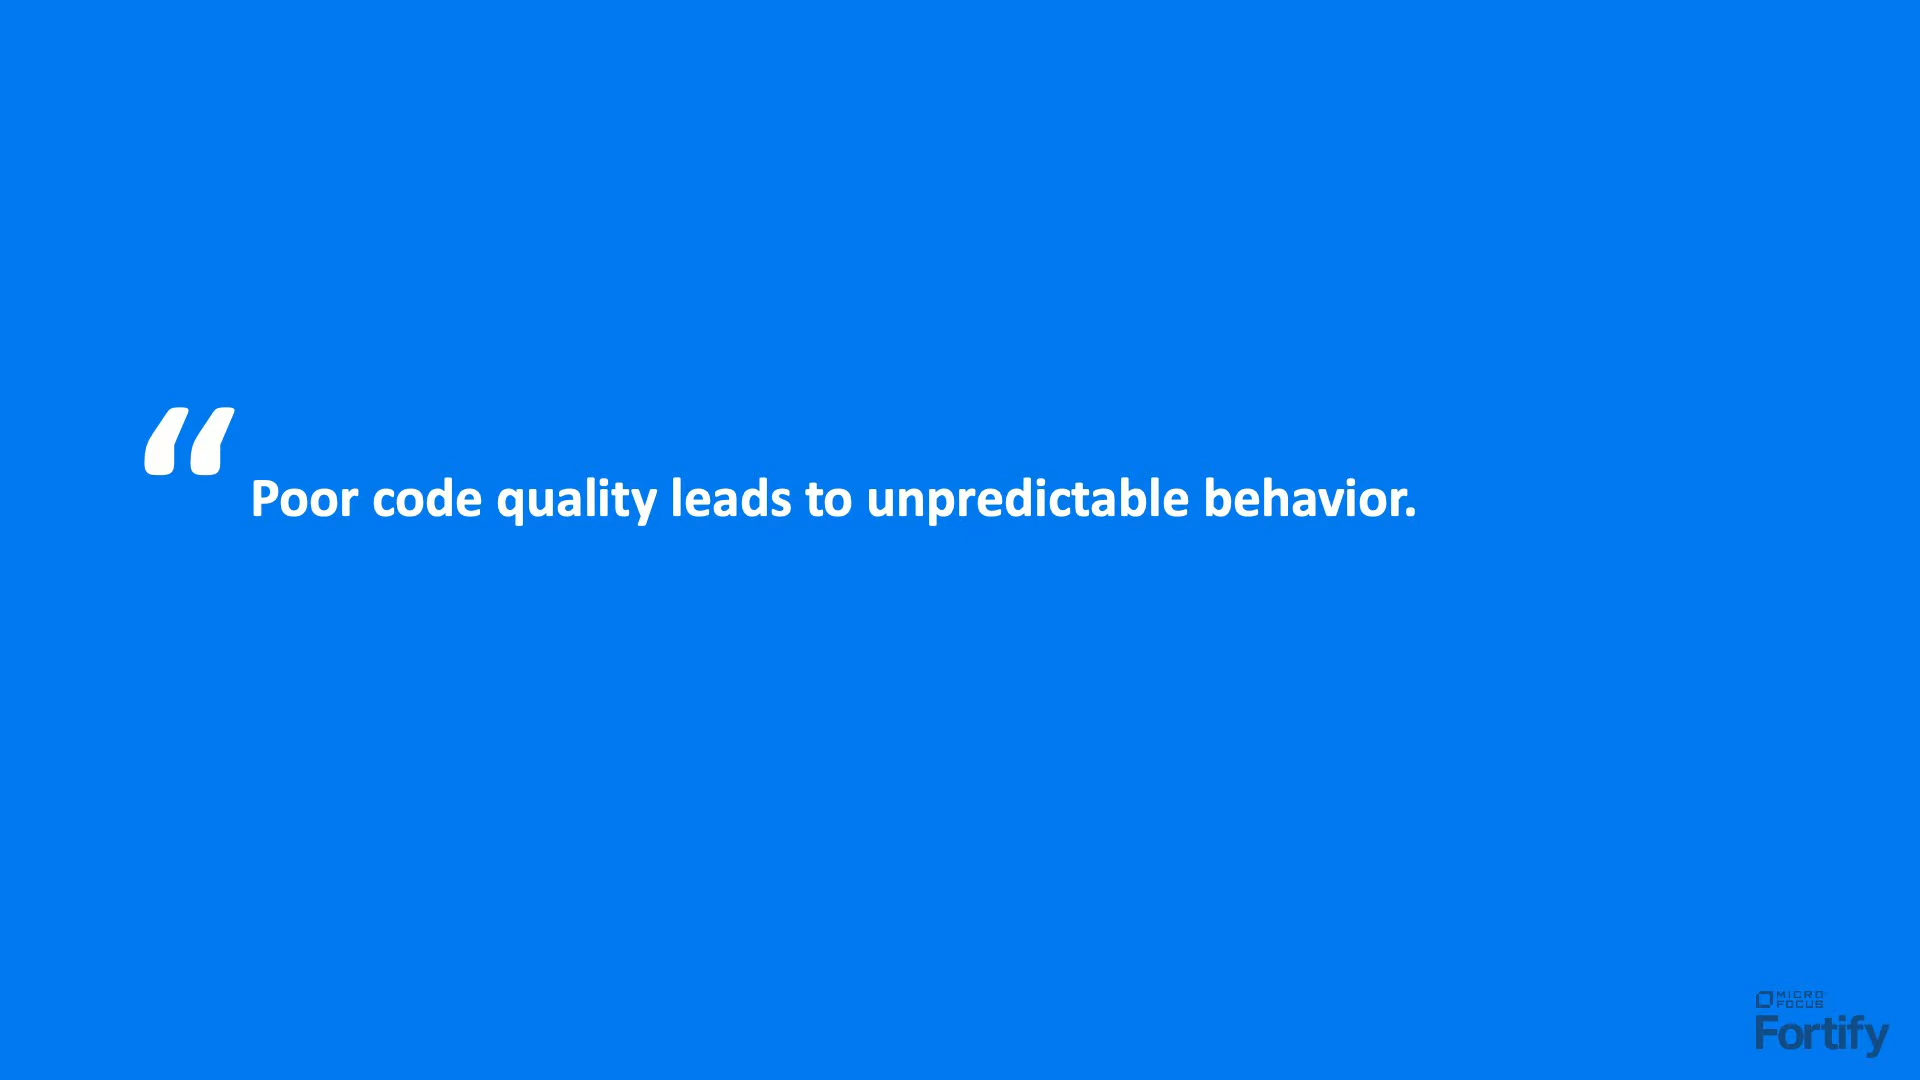 “
Poor code quality leads to unpredictable behavior.
MICRO
FOCUS
Fortify